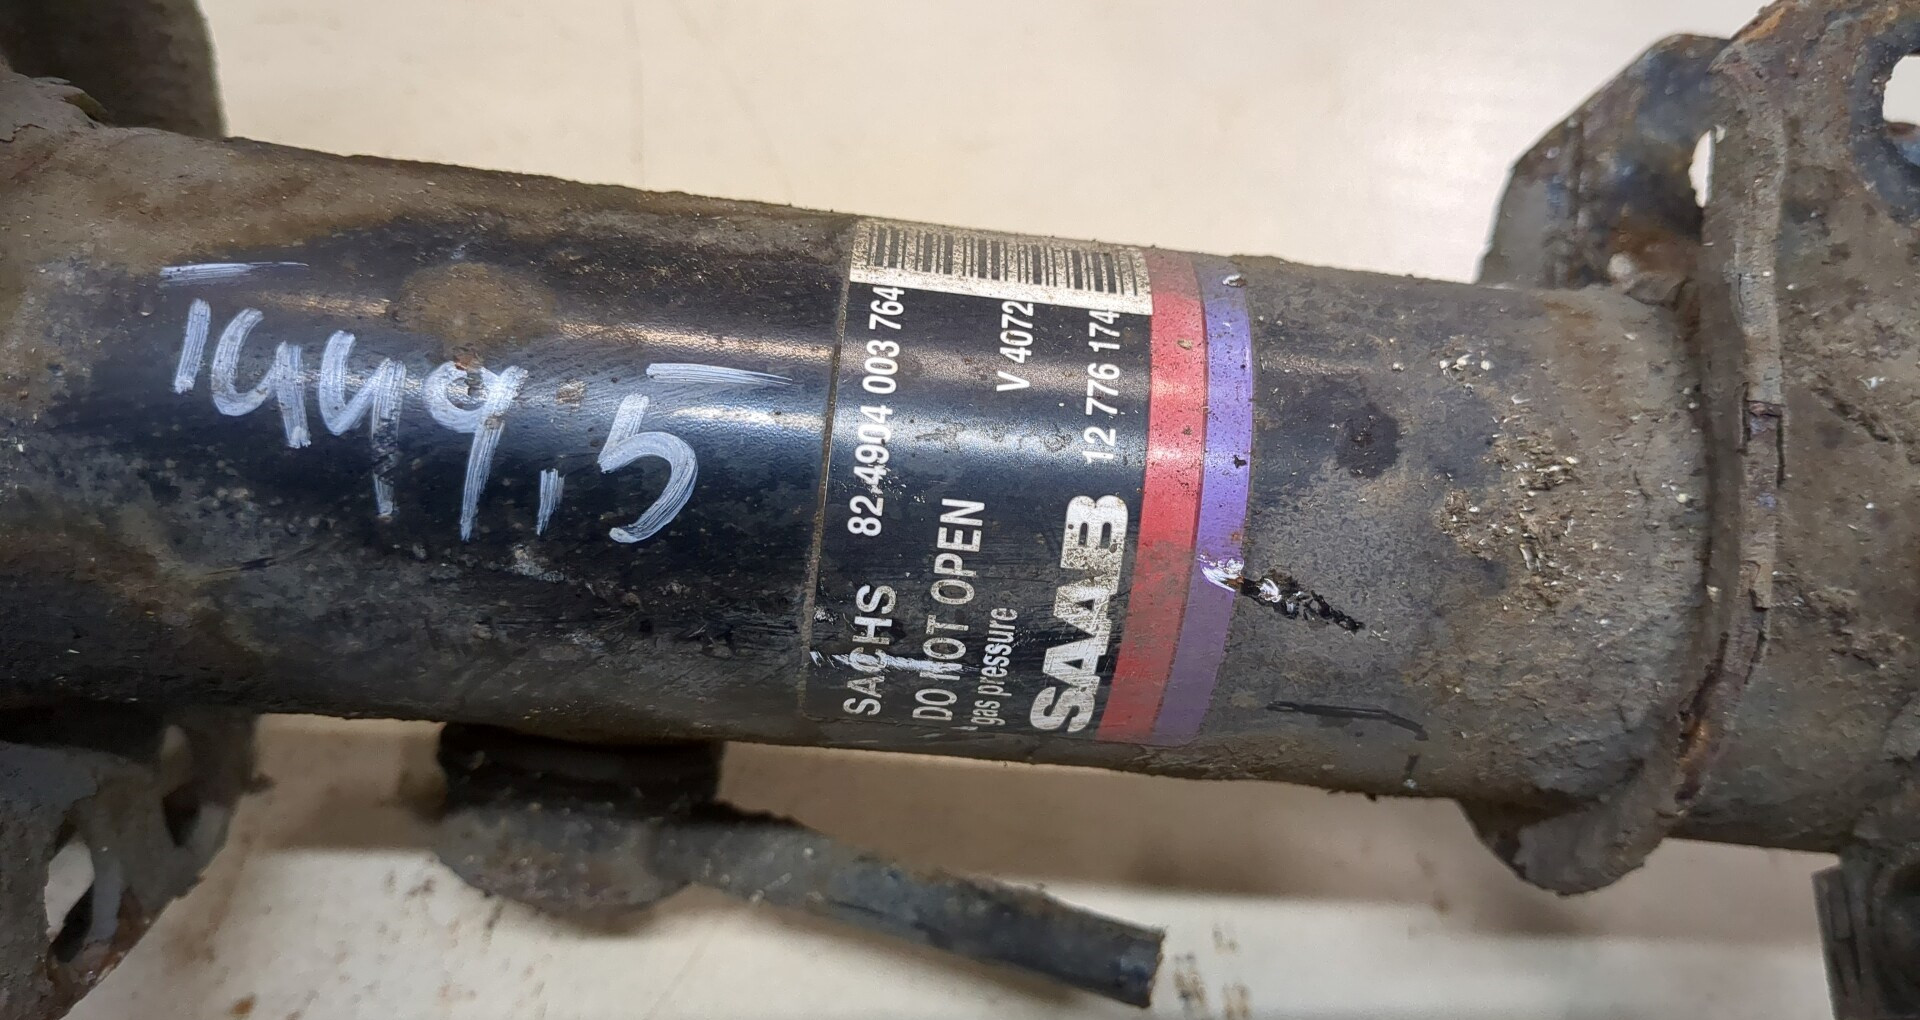 1449,5
SACHS 82.4904 003 764
DO NOT OPEN
gas pressure V 4072
SAAB 12 776 174